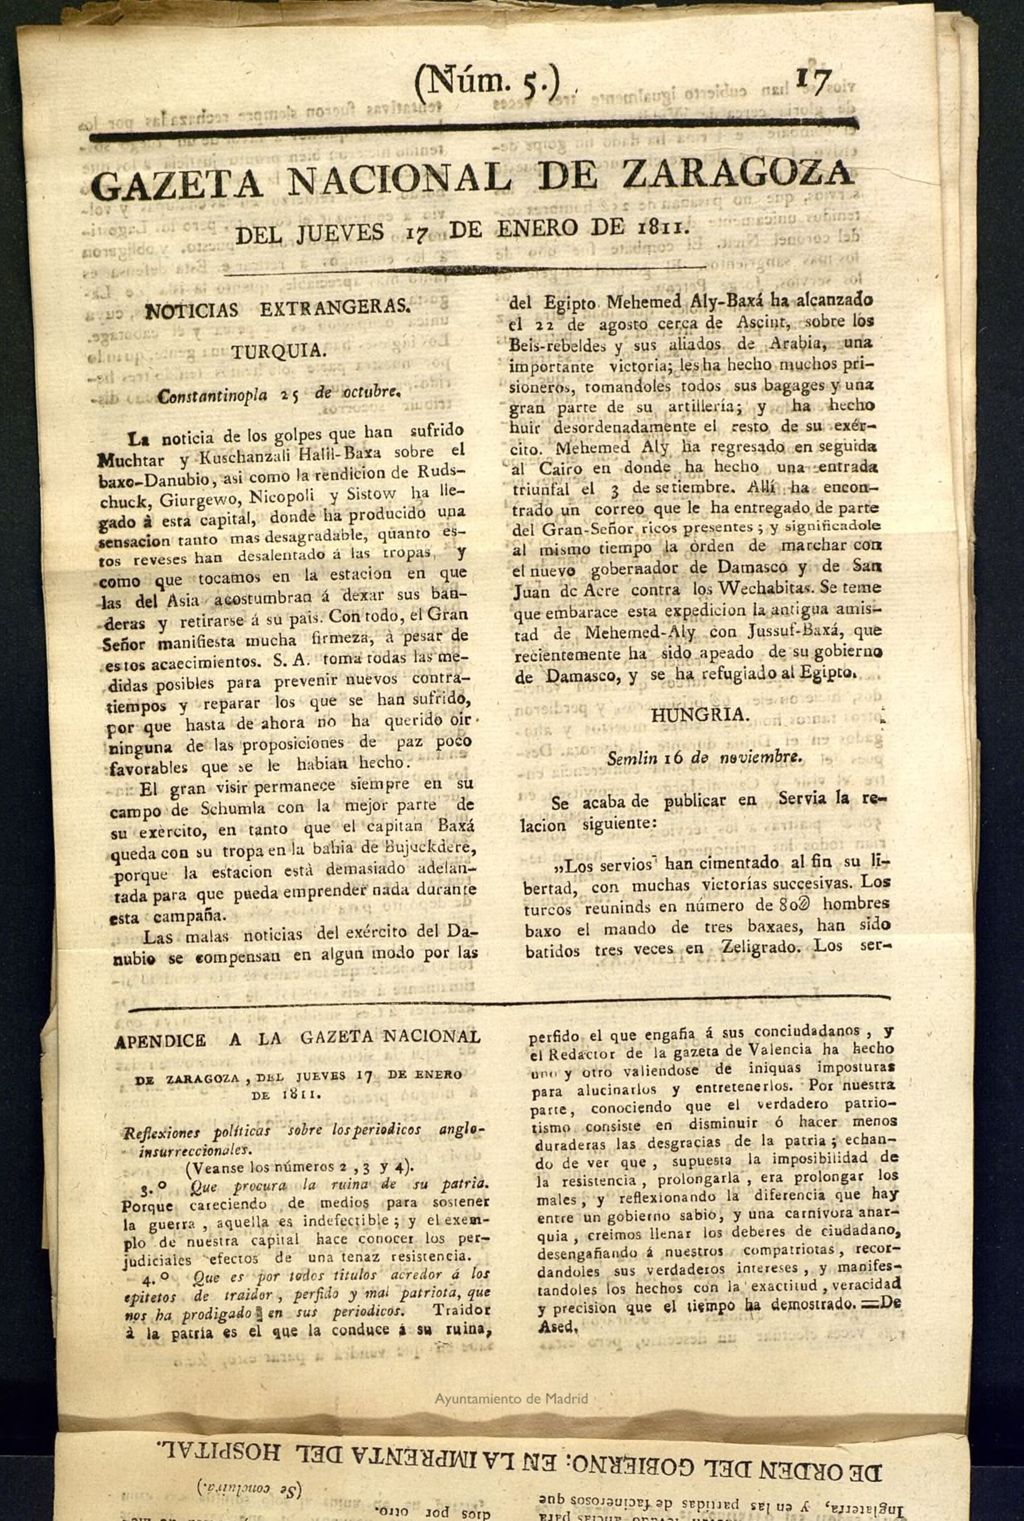 (Núm. 5.)
17
GAZETA NACIONAL DE ZARAGOZA
DEL JUEVES 17 DE ENERO DE 1811.
NOTICIAS EXTRANGERAS.
TURQUIA.
Constantinopla 25 de octubre.
La noticia de los golpes que han sufrido
Muchtar y Kuschanzali Halil-Baxa sobre el
baxo-Danubio, asi como la rendicion de Ruds-
chuck, Giurgewo, Nicopoli y Sistow ha lle-
gado à esta capital, donde ha producido una
sensacion tanto mas desagradable, quanto es-
tos reveses han desalentado á las tropas, y
como que tocamos en la estacion en que
las del Asia acostumbran á dexar sus ban-
deras y retirarse á su pais. Con todo, el Gran
Señor manifiesta mucha firmeza, à pesar de
estos acaecimientos. S. A. toma todas las me-
didas posibles para prevenir nuevos contra-
tiempos y reparar los que se han sufrido,
por que hasta de ahora no ha querido oir
ninguna de las proposiciones de paz poco
favorables que se le habian hecho.
El gran visir permanece siempre en su
campo de Schumla con la mejor parte de
su exèrcito, en tanto que el capitan Baxá
queda con su tropa en la bahia de Bujuckdere,
porque la estacion està demasiado adelan-
tada para que pueda emprender nada durante
esta campaña.
Las malas noticias del exército del Da-
nubio se compensan en algun modo por las
del Egipto Mehemed Aly-Baxá ha alcanzado
el 22 de agosto cerca de Ascint, sobre los
Beis-rebeldes y sus aliados de Arabia, una
importante victoria; les ha hecho muchos pri-
sioneros, tomandoles todos sus bagages y una
gran parte de su artillería; y ha hecho
huir desordenadamente el resto de su exér-
cito. Mehemed Aly ha regresado en seguida
al Cairo en donde ha hecho una entrada
triunfal el 3 de setiembre. Allí ha encon-
trado un correo que le ha entregado de parte
del Gran-Señor ricos presentes; y significadole
al mismo tiempo la orden de marchar con
el nuevo gobernador de Damasco y de San
Juan de Acre contra los Wechabitas. Se teme
que embarace esta expedicion la antigua amis-
tad de Mehemed-Aly con Jussuf-Baxá, que
recientemente ha sido apeado de su gobierno
de Damasco, y se ha refugiado al Egipto.
HUNGRIA.
Semlin 16 de noviembre.
Se acaba de publicar en Servia la re-
lacion siguiente:
„Los servios han cimentado al fin su li-
bertad, con muchas victorías succesivas. Los
turcos reuninds en número de 80@ hombres
baxo el mando de tres baxaes, han sido
batidos tres veces en Zeligrado. Los ser-
APENDICE A LA GAZETA NACIONAL
DE ZARAGOZA, DEL JUEVES 17 DE ENERO
DE 1811.
Reflexiones políticas sobre los periodicos anglo-
insurreccionales.
(Veanse los números 2, 3 y 4).
3.º Que procura la ruina de su patria.
Porque careciendo de medios para sostener
la guerra, aquella es indefectible; y el exem-
plo de nuestra capital hace conocer los per-
judiciales efectos de una tenaz resistencia.
4.º Que es por todos titulos acredor á los
epitetos de traidor, perfido y mal patriota, que
nos ha prodigado en sus periodicos. Traidor
à la patria es el que la conduce á su ruina,
perfido el que engaña á sus conciudadanos, y
el Redactor de la gazeta de Valencia ha hecho
uno y otro valiendose de iniquas imposturas
para alucinarlos y entretenerlos. Por nuestra
parte, conociendo que el verdadero patrio-
tismo consiste en disminuir ó hacer menos
duraderas las desgracias de la patria; echan-
do de ver que, supuesta la imposibilidad de
la resistencia, prolongarla, era prolongar los
males, y reflexionando la diferencia que hay
entre un gobierno sabio, y una carnívora anar-
quia, creimos llenar los deberes de ciudadano,
desengañando á nuestros compatriotas, recor-
dandoles sus verdaderos intereses, y manifes-
tandoles los hechos con la exactitud, veracidad
y precision que el tiempo ha demostrado.=De
Ased.
Ayuntamiento de Madrid
DE ORDEN DEL GOBIERNO: EN LA IMPRENTA DEL HOSPITAL.
(Se concluira.)
dios por otro.
Inglaterra, y en las partidas de facinerosos que